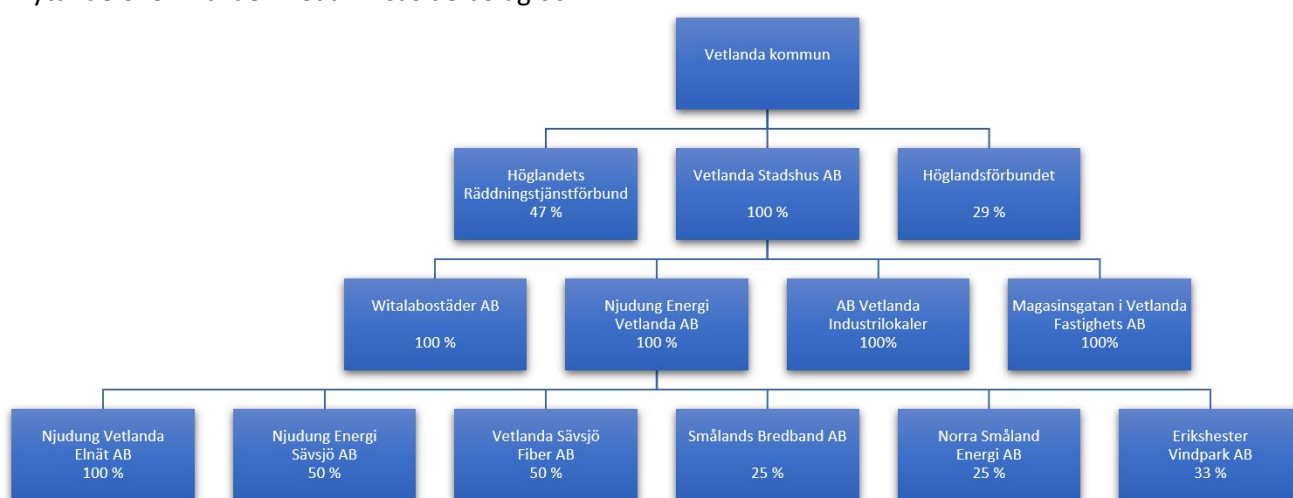 Vetlanda kommun
Höglandets
Räddningstjänstförbund
47 %
Vetlanda Stadshus AB
100 %
Höglandsförbundet
29 %
Witalabostäder AB
100 %
Njudung Energi
Vetlanda AB
100 %
AB Vetlanda
Industrilokaler
100%
Magasinsgatan i Vetlanda
Fastighets AB
100%
Njudung Vetlanda
Elnät AB
100 %
Njudung Energi
Sävsjö AB
50 %
Vetlanda Sävsjö
Fiber AB
50 %
Smålands Bredband AB
25 %
Norra Småland
Energi AB
25 %
Erikshester
Vindpark AB
33 %